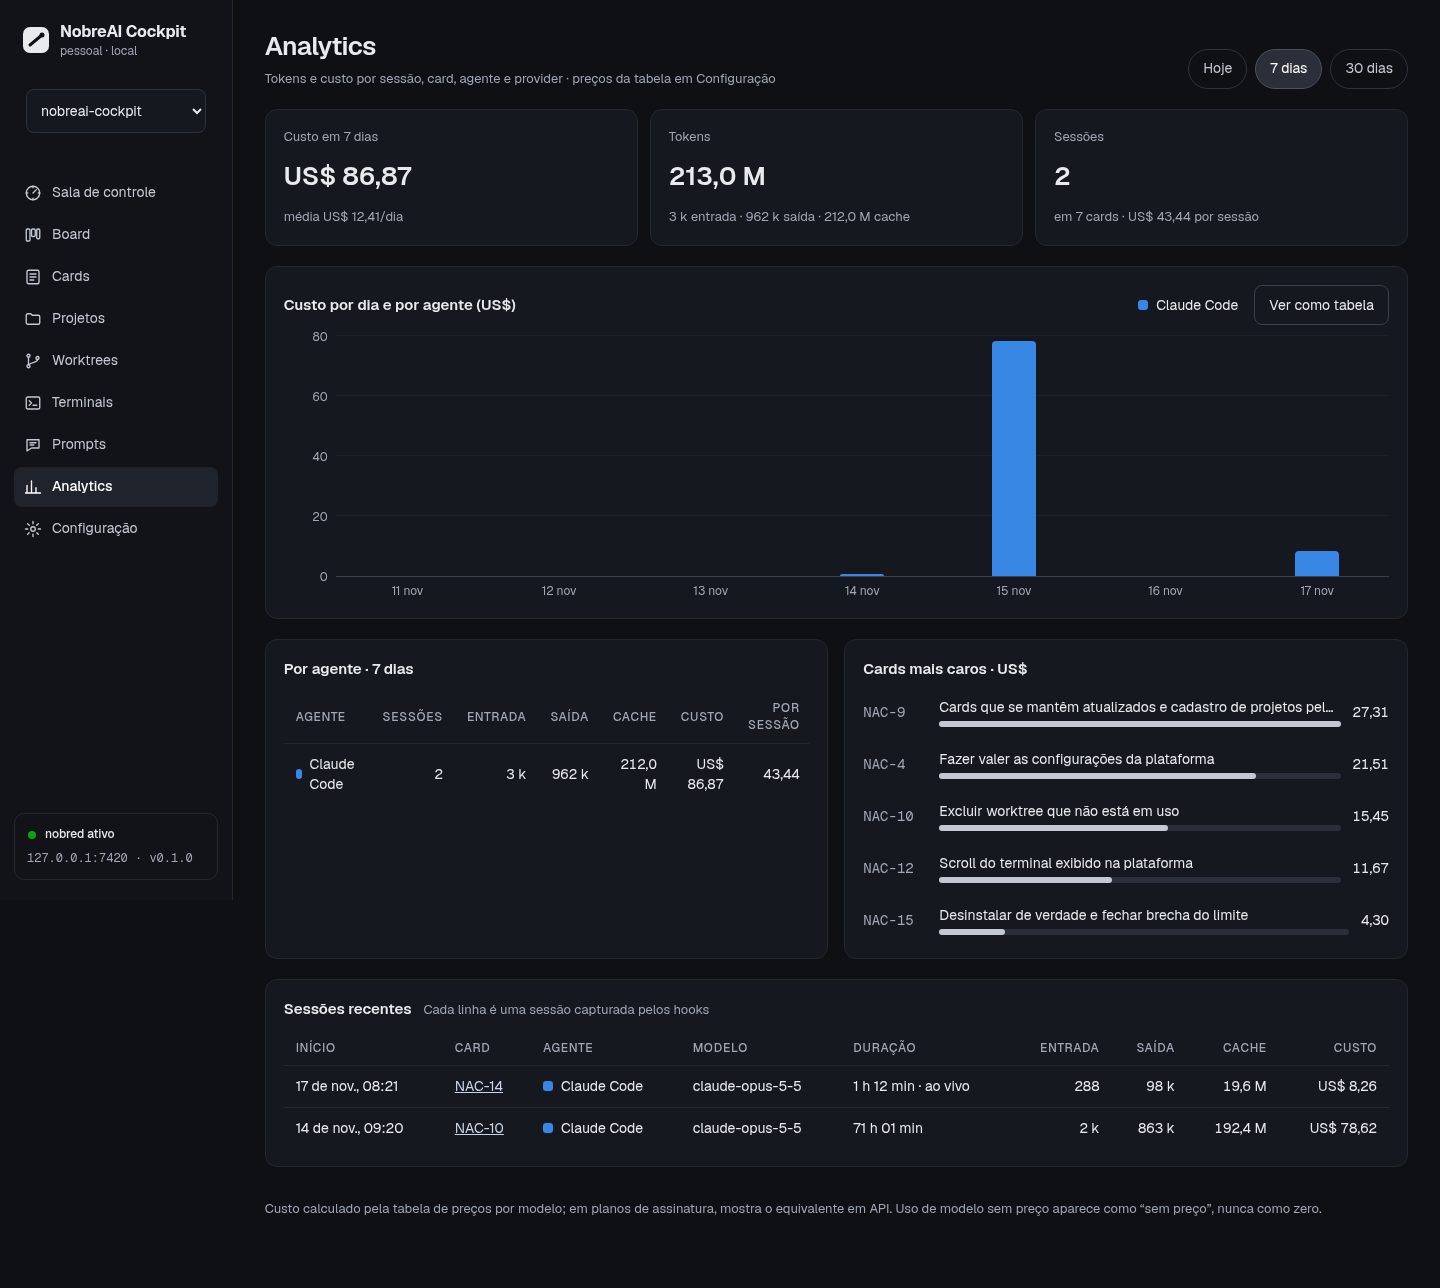 NobreAI Cockpit
pessoal · local
nobreai-cockpit
Sala de controle
Board
Cards
Projetos
Worktrees
Terminais
Prompts
Analytics
Configuração
nobred ativo
127.0.0.1:7420 · v0.1.0
Analytics
Tokens e custo por sessão, card, agente e provider · preços da tabela em Configuração
Hoje
7 dias
30 dias
Custo em 7 dias
US$ 86,87
média US$ 12,41/dia
Tokens
213,0 M
3 k entrada · 962 k saída · 212,0 M cache
Sessões
2
em 7 cards · US$ 43,44 por sessão
Custo por dia e por agente (US$)
Claude Code
Ver como tabela
80
60
40
20
0
11 nov
12 nov
13 nov
14 nov
15 nov
16 nov
17 nov
Por agente · 7 dias
AGENTE SESSÕES ENTRADA SAÍDA CACHE CUSTO POR SESSÃO
Claude Code 2 3 k 962 k 212,0 M US$ 86,87 43,44
Cards mais caros · US$
NAC-9 Cards que se mantêm atualizados e cadastro de projetos pel… 27,31
NAC-4 Fazer valer as configurações da plataforma 21,51
NAC-10 Excluir worktree que não está em uso 15,45
NAC-12 Scroll do terminal exibido na plataforma 11,67
NAC-15 Desinstalar de verdade e fechar brecha do limite 4,30
Sessões recentes Cada linha é uma sessão capturada pelos hooks
INÍCIO CARD AGENTE MODELO DURAÇÃO ENTRADA SAÍDA CACHE CUSTO
17 de nov., 08:21 NAC-14 Claude Code claude-opus-5-5 1 h 12 min · ao vivo 288 98 k 19,6 M US$ 8,26
14 de nov., 09:20 NAC-10 Claude Code claude-opus-5-5 71 h 01 min 2 k 863 k 192,4 M US$ 78,62
Custo calculado pela tabela de preços por modelo; em planos de assinatura, mostra o equivalente em API. Uso de modelo sem preço aparece como “sem preço”, nunca como zero.